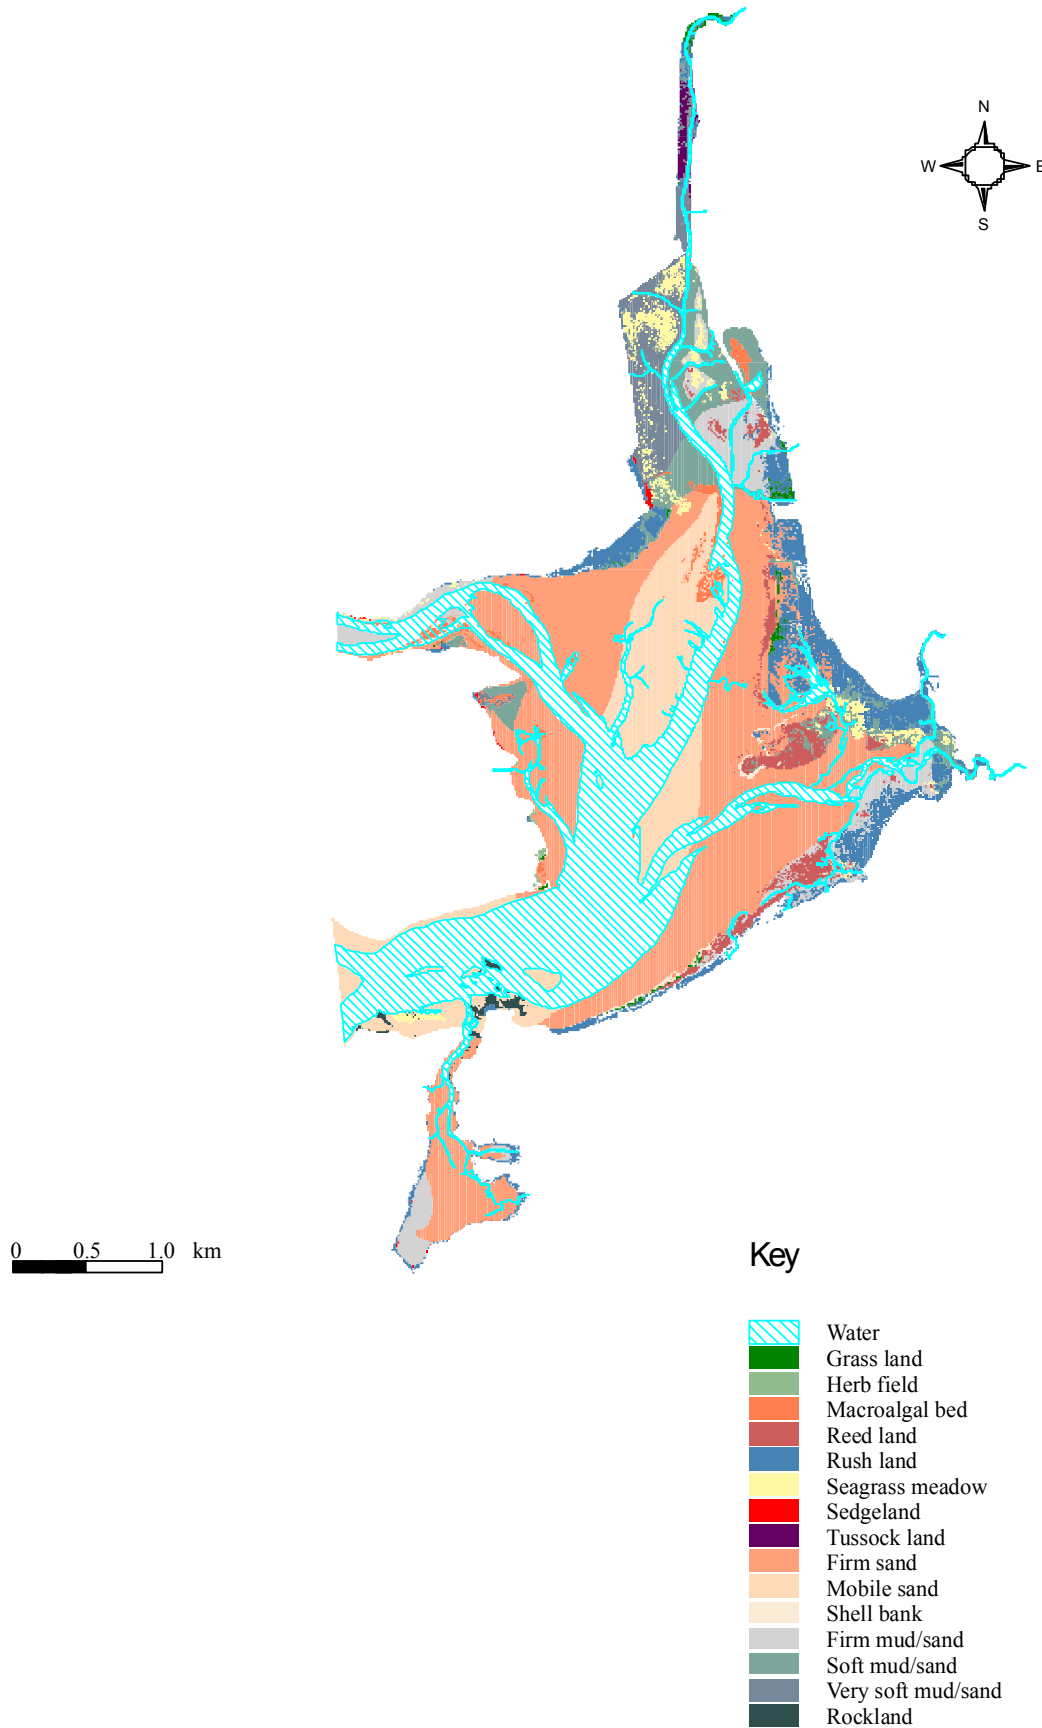 N
W E
S
0 0.5 1.0 km
Key
Water
Grass land
Herb field
Macroalgal bed
Reed land
Rush land
Seagrass meadow
Sedgeland
Tussock land
Firm sand
Mobile sand
Shell bank
Firm mud/sand
Soft mud/sand
Very soft mud/sand
Rockland